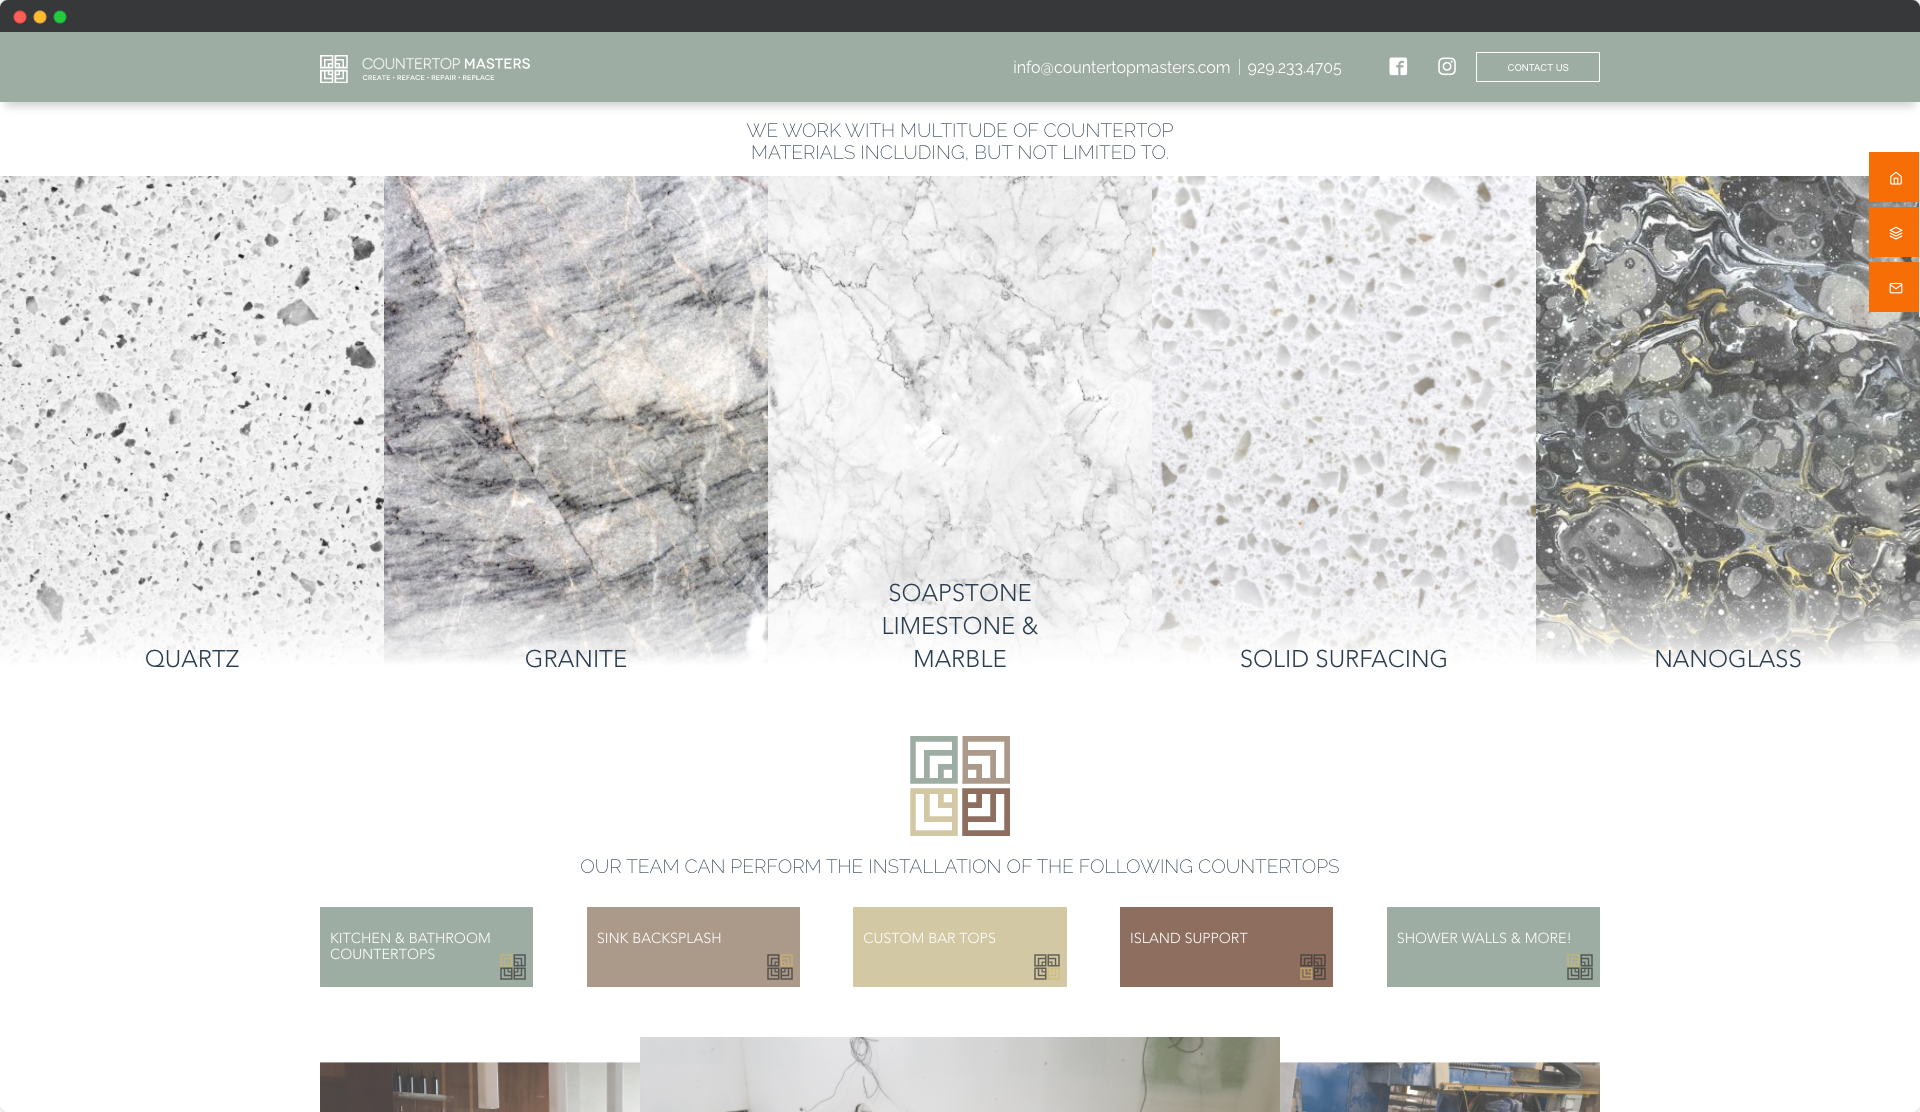 COUNTERTOP MASTERS
CREATE • REFACE • REPAIR • REPLACE
info@countertopmasters.com | 929.233.4705
CONTACT US
WE WORK WITH MULTITUDE OF COUNTERTOP
MATERIALS INCLUDING, BUT NOT LIMITED TO.
QUARTZ
GRANITE
SOAPSTONE
LIMESTONE &
MARBLE
SOLID SURFACING
NANOGLASS
OUR TEAM CAN PERFORM THE INSTALLATION OF THE FOLLOWING COUNTERTOPS
KITCHEN & BATHROOM
COUNTERTOPS
SINK BACKSPLASH
CUSTOM BAR TOPS
ISLAND SUPPORT
SHOWER WALLS & MORE!